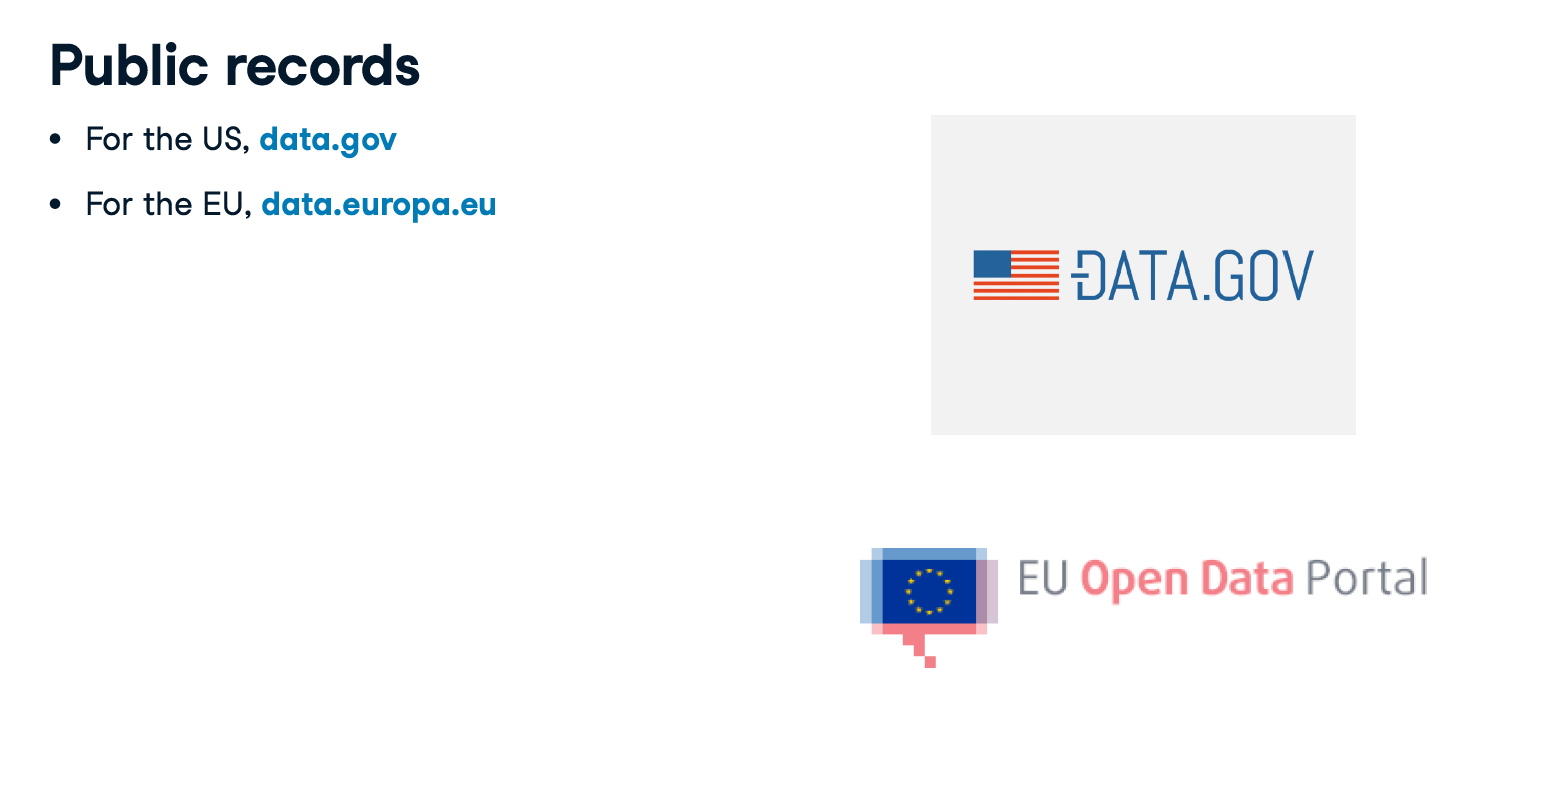 Public records
• For the US, data.gov
• For the EU, data.europa.eu
DATA.GOV
EU Open Data Portal